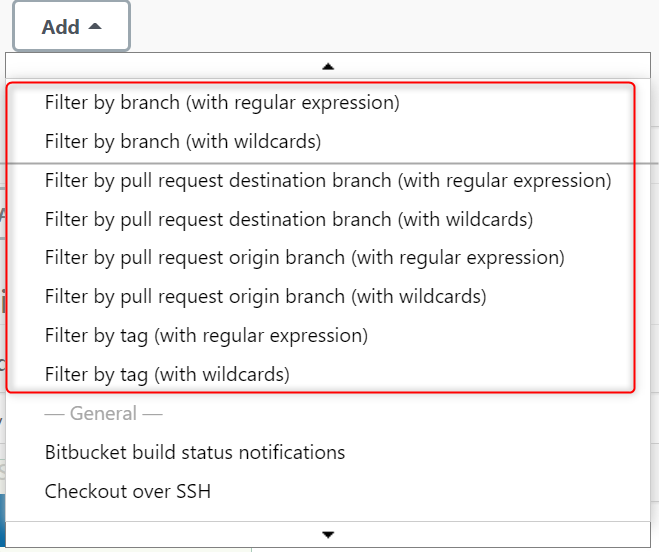 Add
Filter by branch (with regular expression)
Filter by branch (with wildcards)
Filter by pull request destination branch (with regular expression)
Filter by pull request destination branch (with wildcards)
Filter by pull request origin branch (with regular expression)
Filter by pull request origin branch (with wildcards)
Filter by tag (with regular expression)
Filter by tag (with wildcards)
— General —
Bitbucket build status notifications
Checkout over SSH